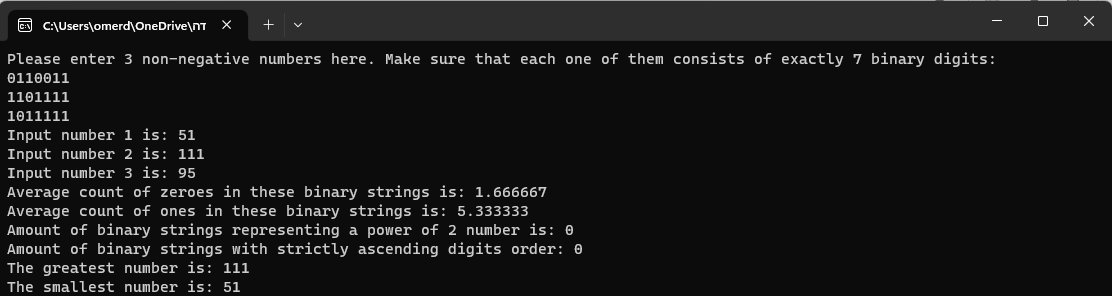 C:\Users\omerd\OneDrive\דה
Please enter 3 non-negative numbers here. Make sure that each one of them consists of exactly 7 binary digits:
0110011
1101111
1011111
Input number 1 is: 51
Input number 2 is: 111
Input number 3 is: 95
Average count of zeroes in these binary strings is: 1.666667
Average count of ones in these binary strings is: 5.333333
Amount of binary strings representing a power of 2 number is: 0
Amount of binary strings with strictly ascending digits order: 0
The greatest number is: 111
The smallest number is: 51